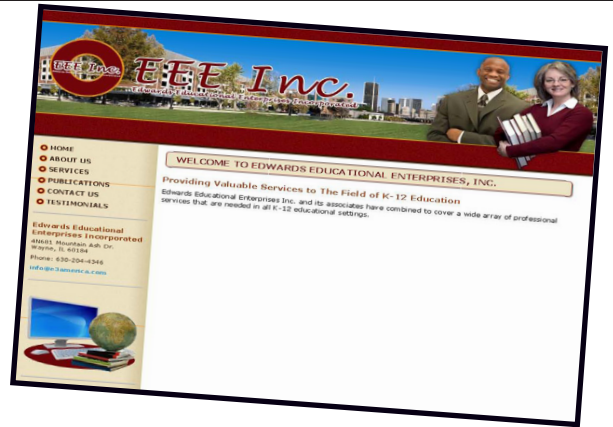 EEE Inc.
EEE Inc.
Edwards Educational Enterprises Incorporated
HOME
ABOUT US
SERVICES
PUBLICATIONS
CONTACT US
TESTIMONIALS
Edwards Educational
Enterprises Incorporated
4N681 Mountain Ash Dr.
Wayne, IL 60184
Phone: 630-204-4346
WELCOME TO EDWARDS EDUCATIONAL ENTERPRISES, INC.
Providing Valuable Services to The Field of K-12 Education
Edwards Educational Enterprises Inc. and its associates have combined to cover a wide array of professional
services that are needed in all K-12 educational settings.